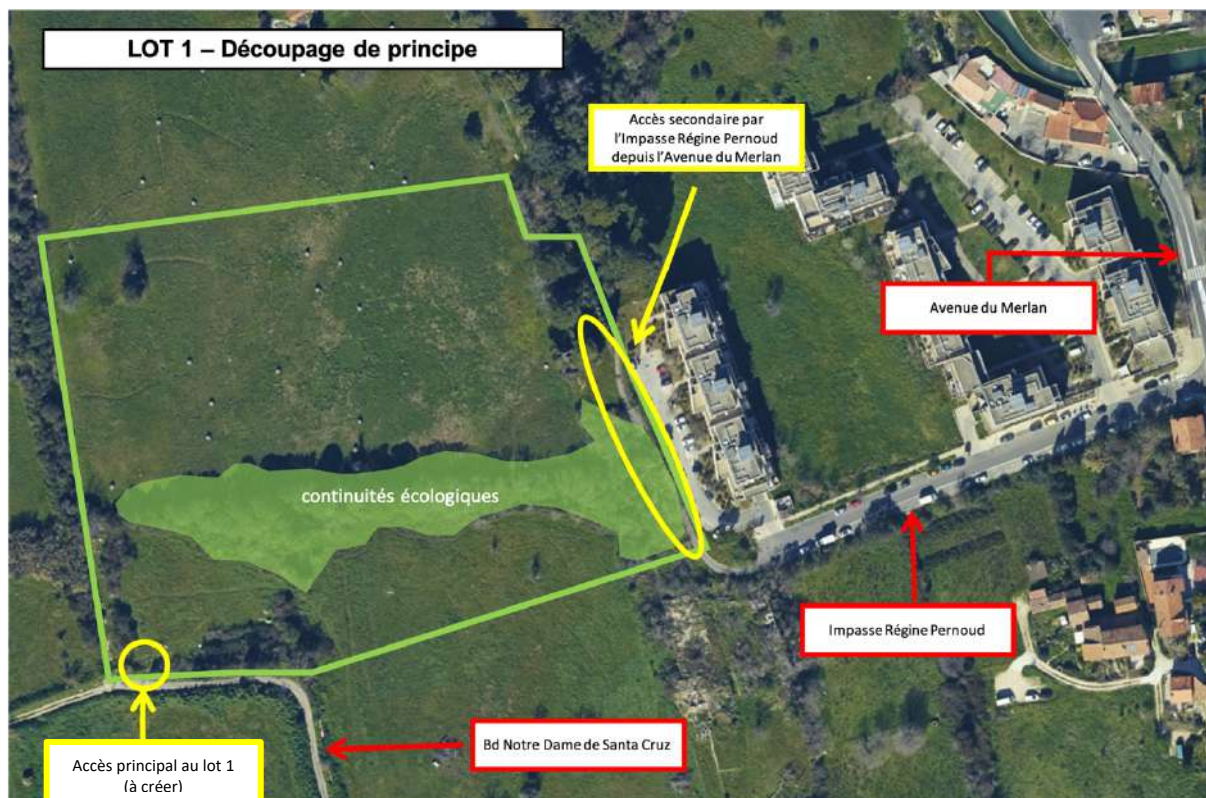 LOT 1 – Découpage de principe
Accès secondaire par
l'Impasse Régine Pernoud
depuis l'Avenue du Merlan
Avenue du Merlan
continuités écologiques
Impasse Régine Pernoud
Bd Notre Dame de Santa Cruz
Accès principal au lot 1
(à créer)